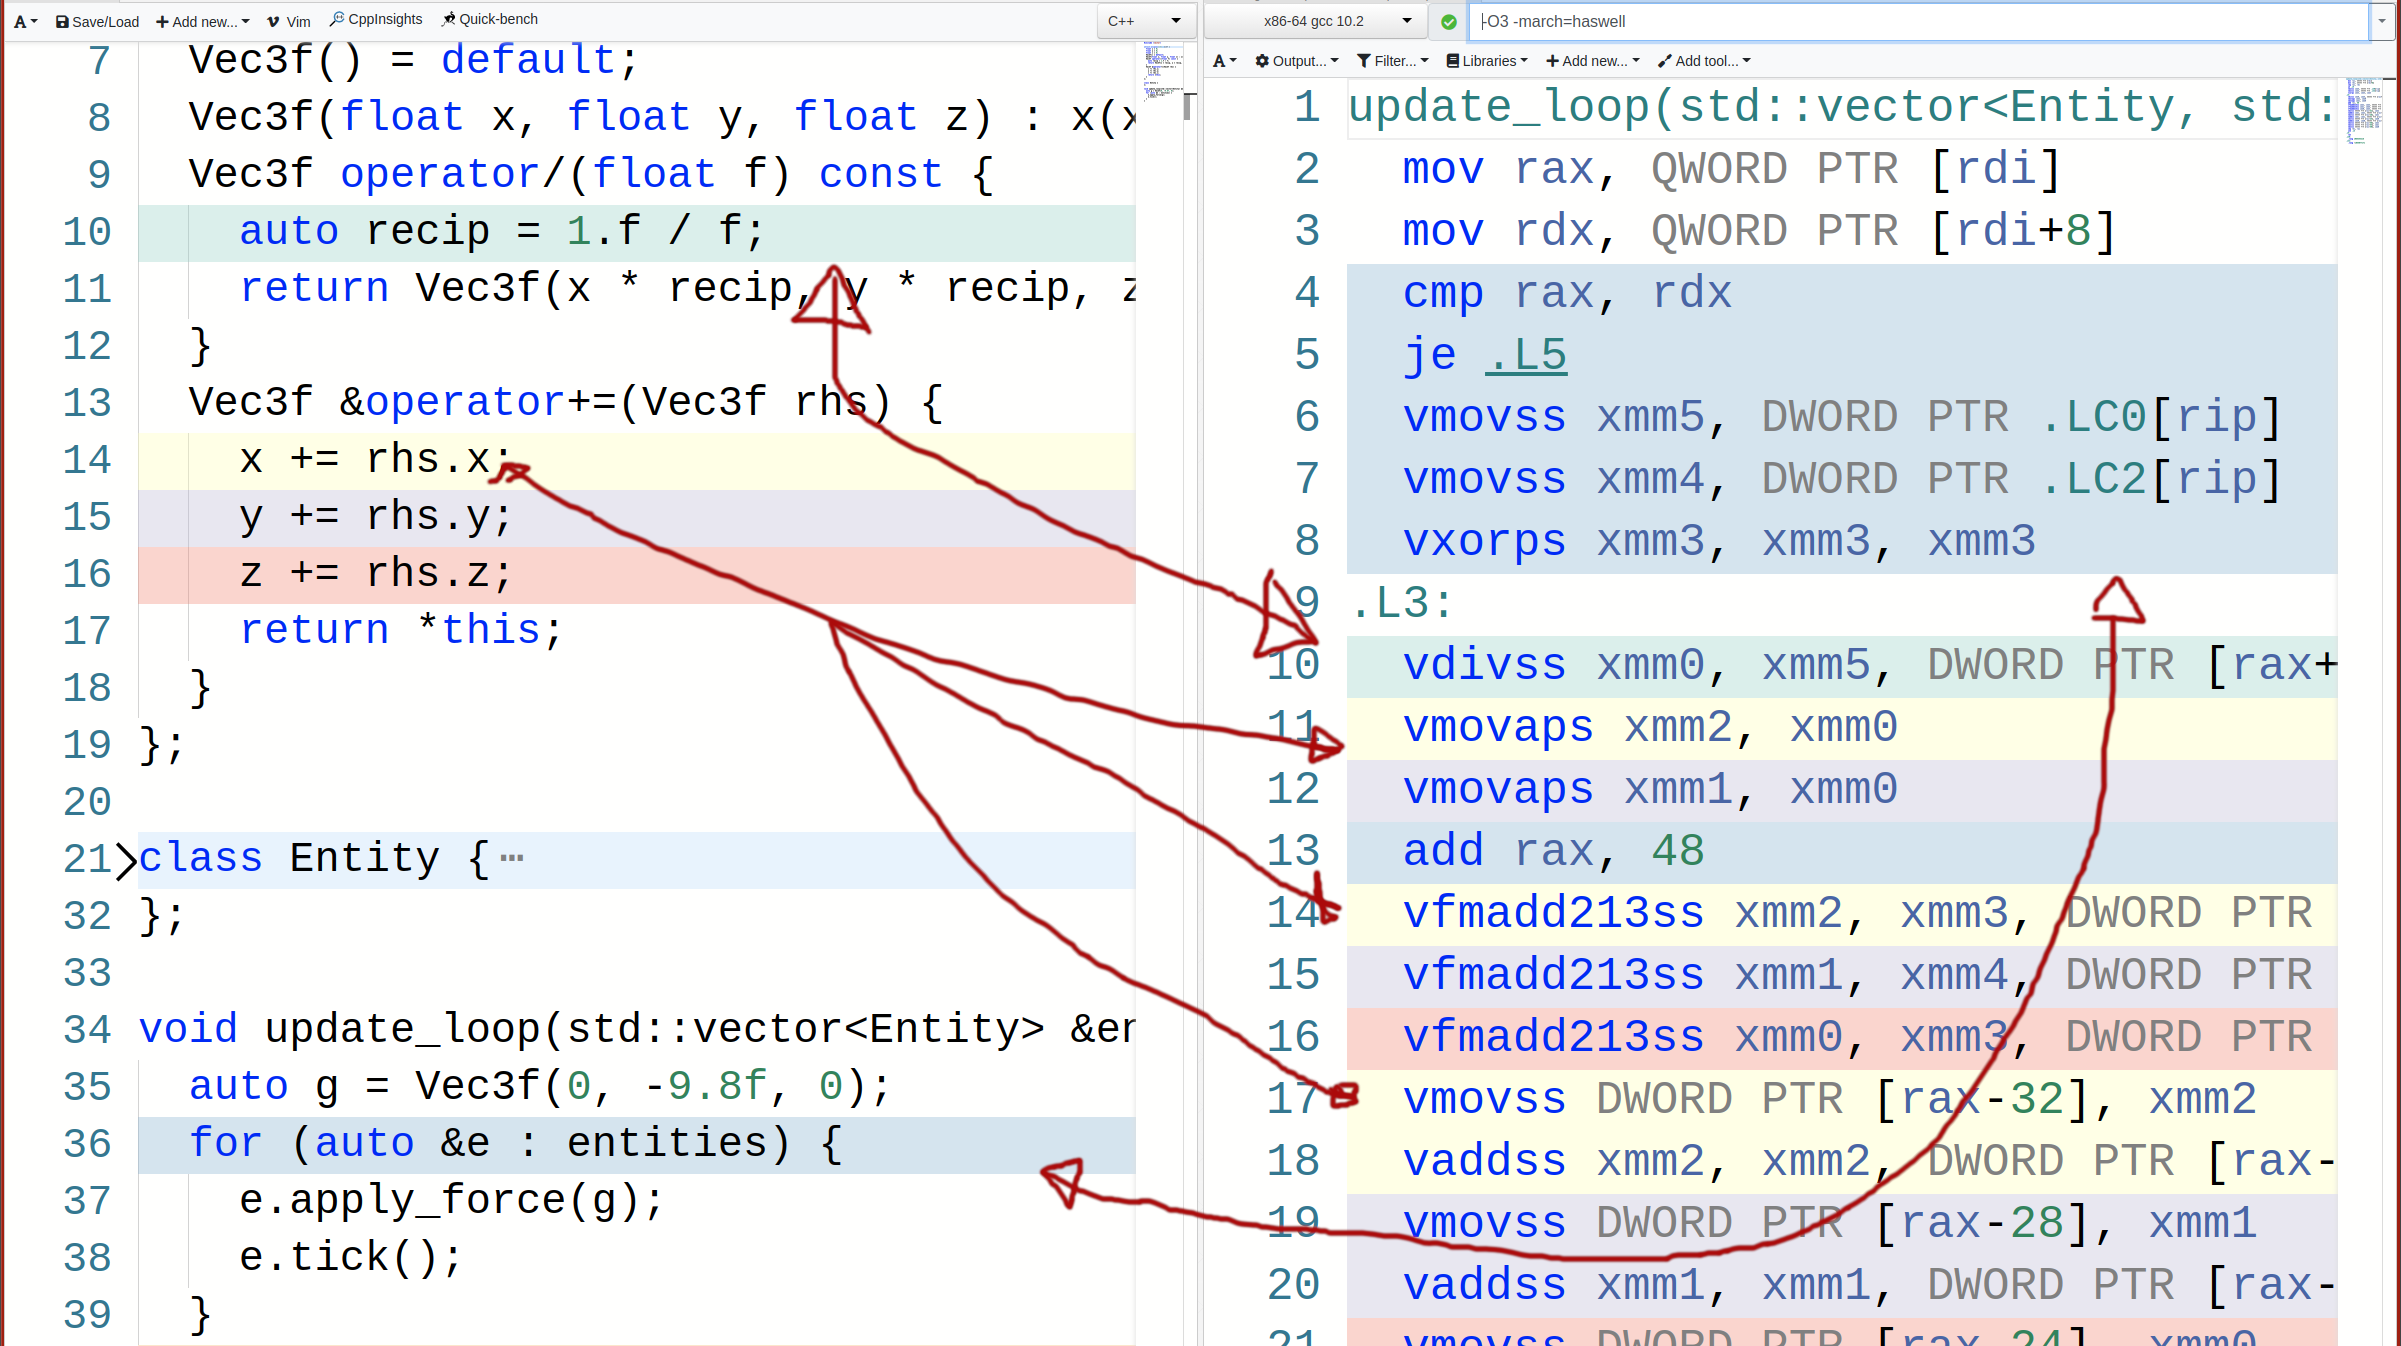 A Save/Load Add new... Vim CppInsights Quick-bench C++
7 Vec3f() = default;
8 Vec3f(float x, float y, float z) : x(x
9 Vec3f operator/(float f) const {
10 auto recip = 1.f / f;
11 return Vec3f(x * recip, y * recip, z
12 }
13 Vec3f &operator+=(Vec3f rhs) {
14 x += rhs.x;
15 y += rhs.y;
16 z += rhs.z;
17 return *this;
18 }
19 };
20
21 class Entity {⋯
32 };
33
34 void update_loop(std::vector<Entity> &en
35 auto g = Vec3f(0, -9.8f, 0);
36 for (auto &e : entities) {
37 e.apply_force(g);
38 e.tick();
39 }
x86-64 gcc 10.2 -O3 -march=haswell
A Output... Filter... Libraries Add new... Add tool...
1 update_loop(std::vector<Entity, std:
2 mov rax, QWORD PTR [rdi]
3 mov rdx, QWORD PTR [rdi+8]
4 cmp rax, rdx
5 je .L5
6 vmovss xmm5, DWORD PTR .LC0[rip]
7 vmovss xmm4, DWORD PTR .LC2[rip]
8 vxorps xmm3, xmm3, xmm3
9 .L3:
10 vdivss xmm0, xmm5, DWORD PTR [rax+
11 vmovaps xmm2, xmm0
12 vmovaps xmm1, xmm0
13 add rax, 48
14 vfmadd213ss xmm2, xmm3, DWORD PTR
15 vfmadd213ss xmm1, xmm4, DWORD PTR
16 vfmadd213ss xmm0, xmm3, DWORD PTR
17 vmovss DWORD PTR [rax-32], xmm2
18 vaddss xmm2, xmm2, DWORD PTR [rax-
19 vmovss DWORD PTR [rax-28], xmm1
20 vaddss xmm1, xmm1, DWORD PTR [rax-
21 vmovss DWORD PTR [rax-24], xmm0